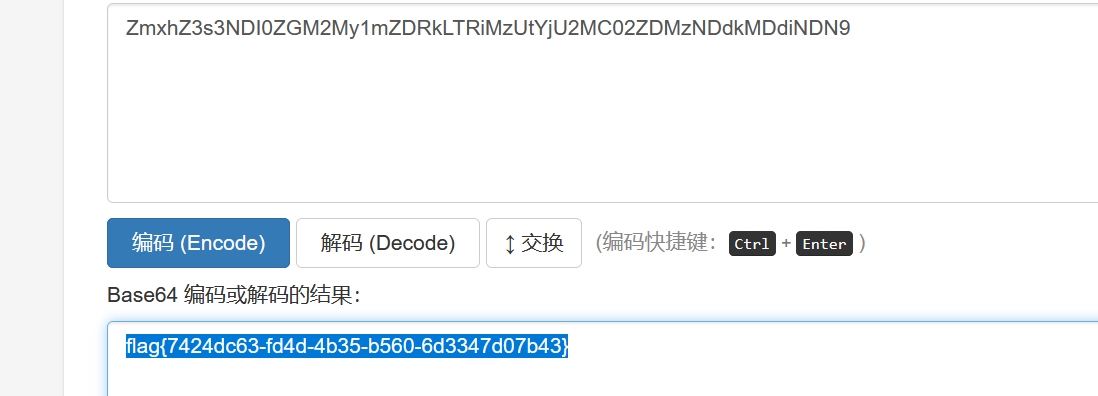 ZmxhZ3s3NDI0ZGM2My1mZDRkLTRiMzUtYjU2MC02ZDMzNDdkMDdiNDN9
编码 (Encode) 解码 (Decode) ↕ 交换 (编码快捷键： Ctrl + Enter )
Base64 编码或解码的结果：
flag{7424dc63-fd4d-4b35-b560-6d3347d07b43}